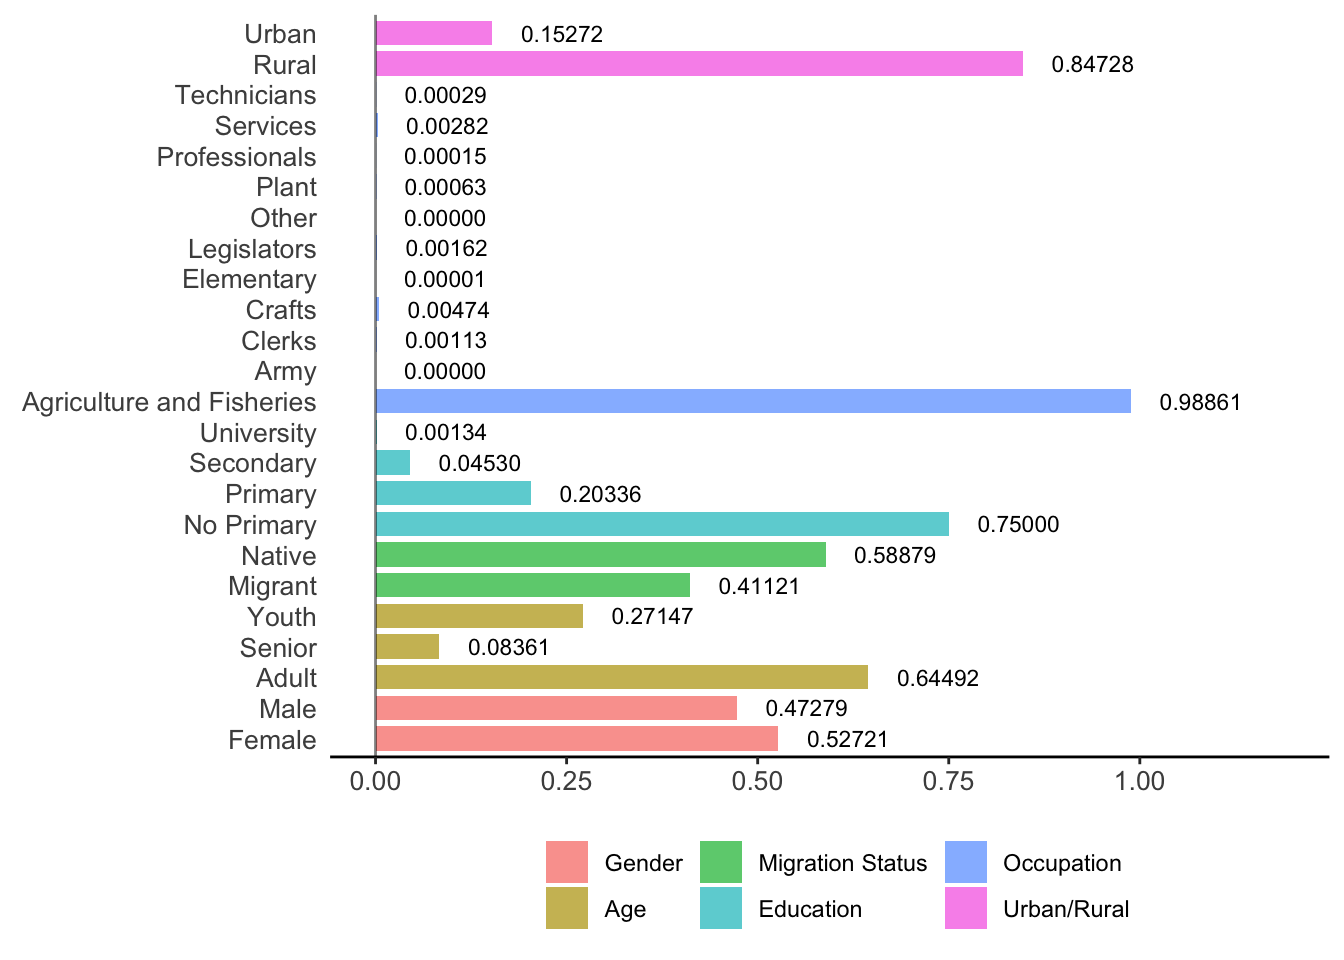 Urban 0.15272
Rural 0.84728
Technicians 0.00029
Services 0.00282
Professionals 0.00015
Plant 0.00063
Other 0.00000
Legislators 0.00162
Elementary 0.00001
Crafts 0.00474
Clerks 0.00113
Army 0.00000
Agriculture and Fisheries 0.98861
University 0.00134
Secondary 0.04530
Primary 0.20336
No Primary 0.75000
Native 0.58879
Migrant 0.41121
Youth 0.27147
Senior 0.08361
Adult 0.64492
Male 0.47279
Female 0.52721
0.00 0.25 0.50 0.75 1.00
Gender Migration Status Occupation
Age Education Urban/Rural